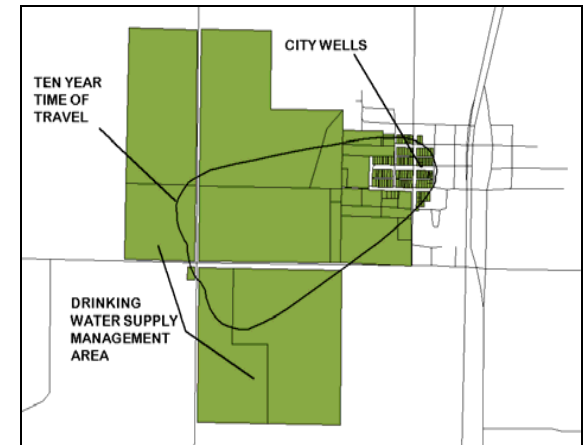 CITY WELLS
TEN YEAR
TIME OF
TRAVEL
DRINKING
WATER SUPPLY
MANAGEMENT
AREA